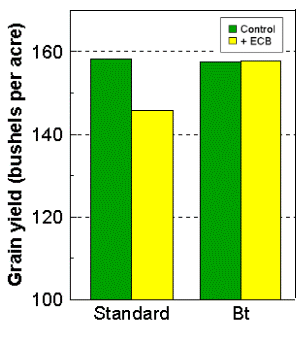 Control
+ ECB
Grain yield (bushels per acre)
160
140
120
100
Standard
Bt